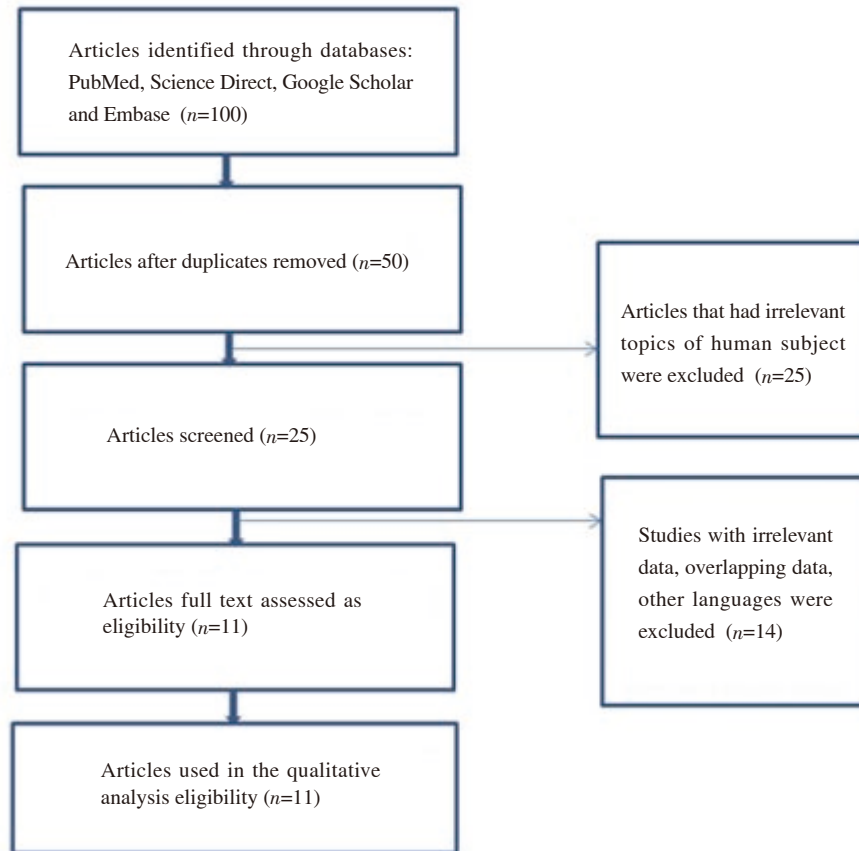 Articles identified through databases:
PubMed, Science Direct, Google Scholar
and Embase (n=100)
Articles after duplicates removed (n=50)
Articles that had irrelevant
topics of human subject
were excluded (n=25)
Articles screened (n=25)
Studies with irrelevant
data, overlapping data,
other languages were
excluded (n=14)
Articles full text assessed as
eligibility (n=11)
Articles used in the qualitative
analysis eligibility (n=11)